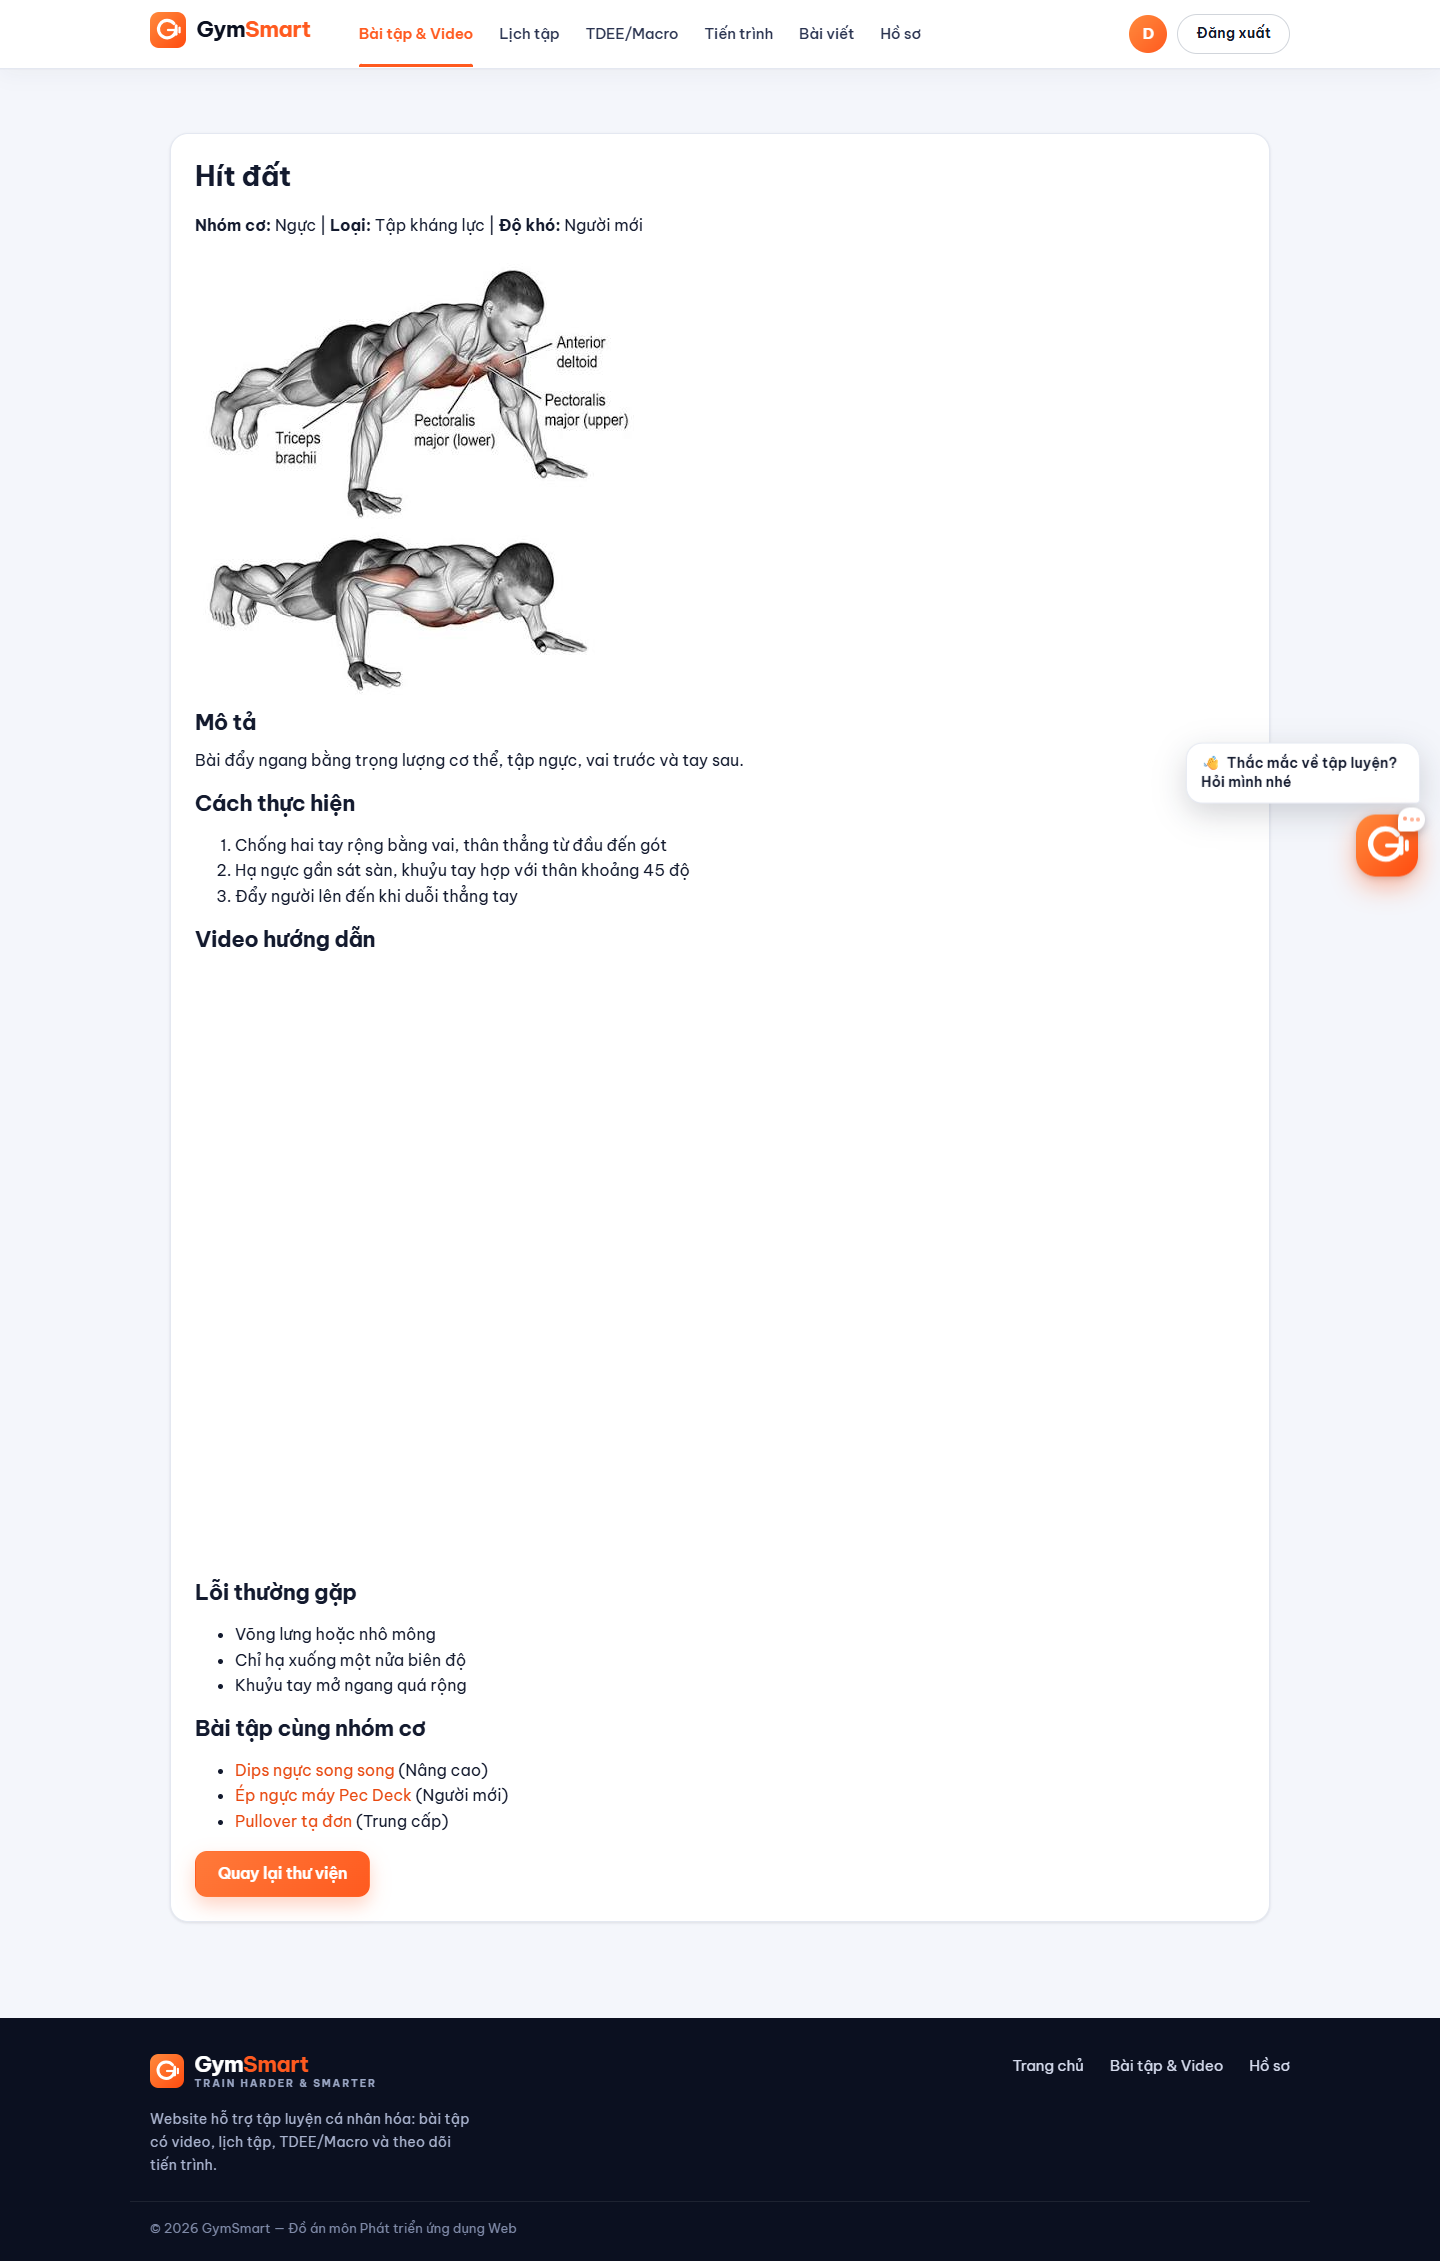 GymSmart
Bài tập & Video
Lịch tập
TDEE/Macro
Tiến trình
Bài viết
Hồ sơ
D
Đăng xuất
Hít đất
Nhóm cơ: Ngực | Loại: Tập kháng lực | Độ khó: Người mới
Anterior
deltoid
Pectoralis
major (upper)
Pectoralis
major (lower)
Triceps
brachii
Mô tả
Bài đẩy ngang bằng trọng lượng cơ thể, tập ngực, vai trước và tay sau.
👋 Thắc mắc về tập luyện?
Hỏi mình nhé
Cách thực hiện
1. Chống hai tay rộng bằng vai, thân thẳng từ đầu đến gót
2. Hạ ngực gần sát sàn, khuỷu tay hợp với thân khoảng 45 độ
3. Đẩy người lên đến khi duỗi thẳng tay
Video hướng dẫn
Lỗi thường gặp
• Võng lưng hoặc nhô mông
• Chỉ hạ xuống một nửa biên độ
• Khuỷu tay mở ngang quá rộng
Bài tập cùng nhóm cơ
• Dips ngực song song (Nâng cao)
• Ép ngực máy Pec Deck (Người mới)
• Pullover tạ đơn (Trung cấp)
Quay lại thư viện
GymSmart
TRAIN HARDER & SMARTER
Trang chủ
Bài tập & Video
Hồ sơ
Website hỗ trợ tập luyện cá nhân hóa: bài tập
có video, lịch tập, TDEE/Macro và theo dõi
tiến trình.
© 2026 GymSmart — Đồ án môn Phát triển ứng dụng Web